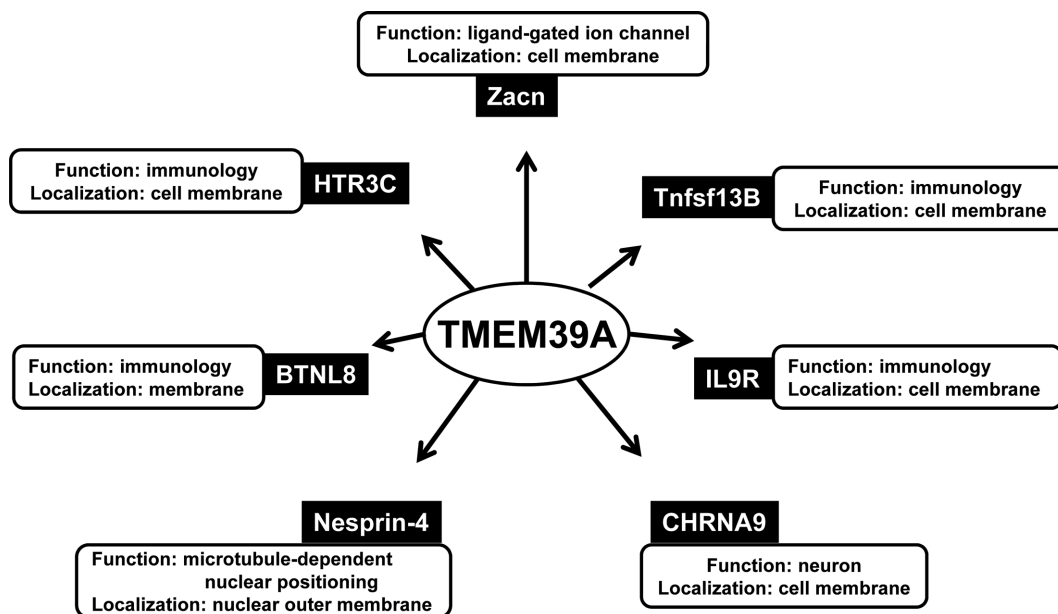 Function: ligand-gated ion channel
Localization: cell membrane
Zacn
Function: immunology
Localization: cell membrane
HTR3C
Tnfsf13B
Function: immunology
Localization: cell membrane
TMEM39A
Function: immunology
Localization: membrane
BTNL8
IL9R
Function: immunology
Localization: cell membrane
Nesprin-4
Function: microtubule-dependent
nuclear positioning
Localization: nuclear outer membrane
CHRNA9
Function: neuron
Localization: cell membrane